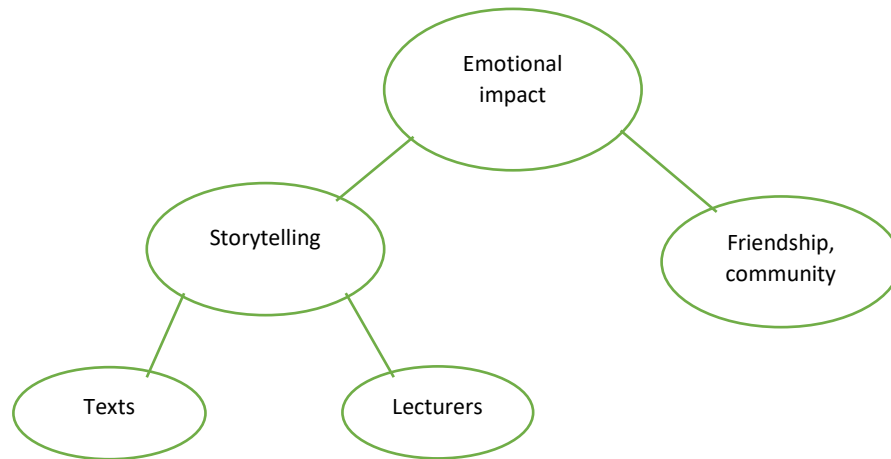 Emotional
impact
Storytelling
Friendship,
community
Texts
Lecturers